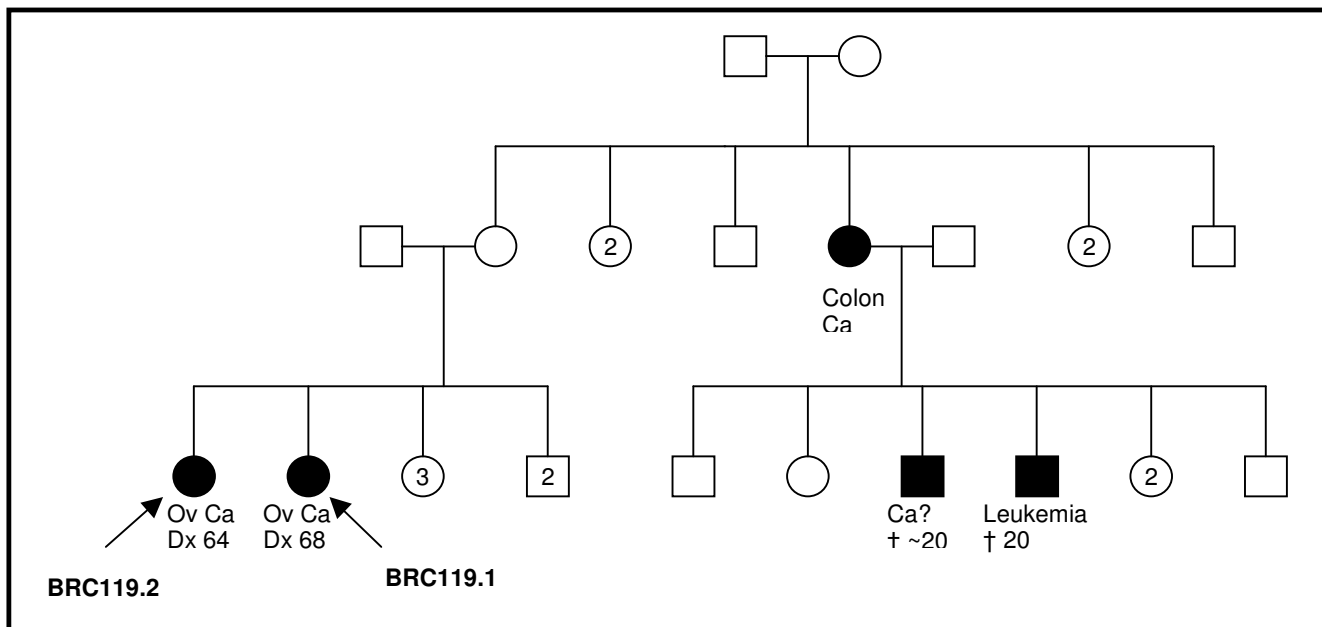 2
2
Colon
Ca
3
2
2
Ov Ca
Dx 64
Ov Ca
Dx 68
Ca?
† ~20
Leukemia
† 20
BRC119.2
BRC119.1